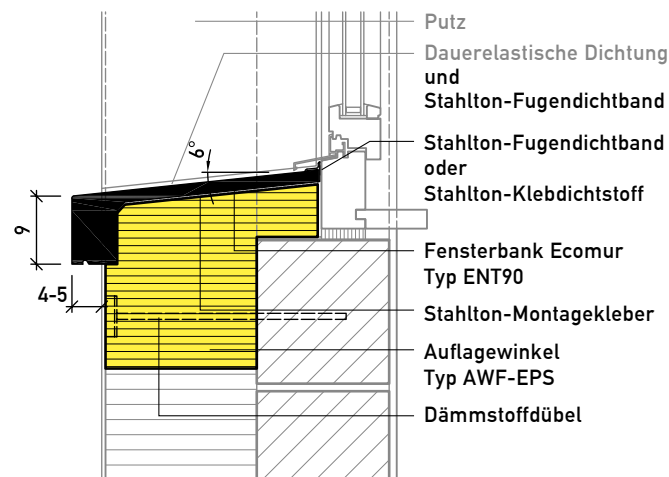 Putz
Dauerelastische Dichtung
und
Stahlton-Fugendichtband
6°
Stahlton-Fugendichtband
oder
Stahlton-Klebdichtstoff
9
Fensterbank Ecomur
Typ ENT90
4-5
Stahlton-Montagekleber
Auflagewinkel
Typ AWF-EPS
Dämmstoffdübel